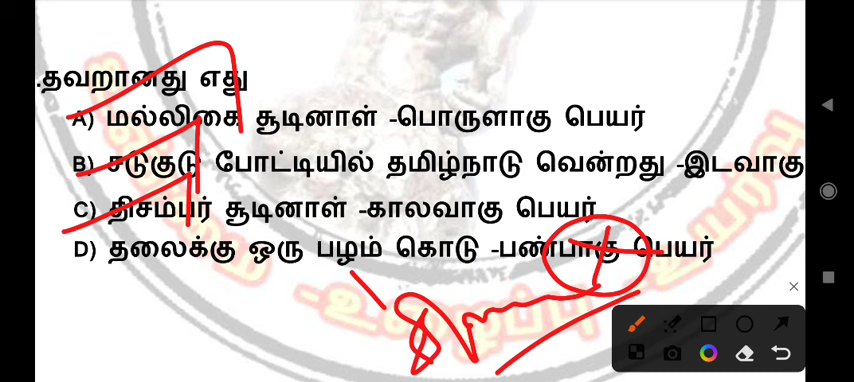 .தவறானது எது
A) மல்லிகை சூடினாள் -பொருளாகு பெயர்
B) சடுகுடு போட்டியில் தமிழ்நாடு வென்றது -இடவாகு
C) திசம்பர் சூடினாள் -காலவாகு பெயர்
D) தலைக்கு ஒரு பழம் கொடு -பண்பாகு பெயர்